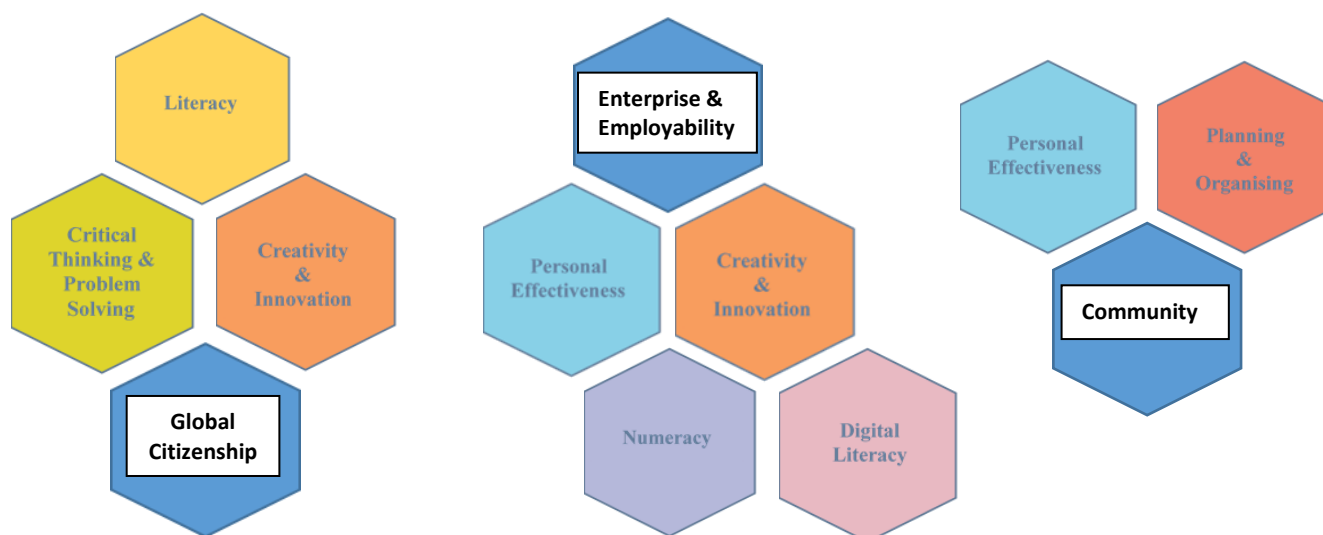 Literacy
Critical
Thinking &
Problem
Solving
Creativity
&
Innovation
Global
Citizenship
Enterprise &
Employability
Personal
Effectiveness
Creativity
&
Innovation
Numeracy
Digital
Literacy
Personal
Effectiveness
Planning
&
Organising
Community